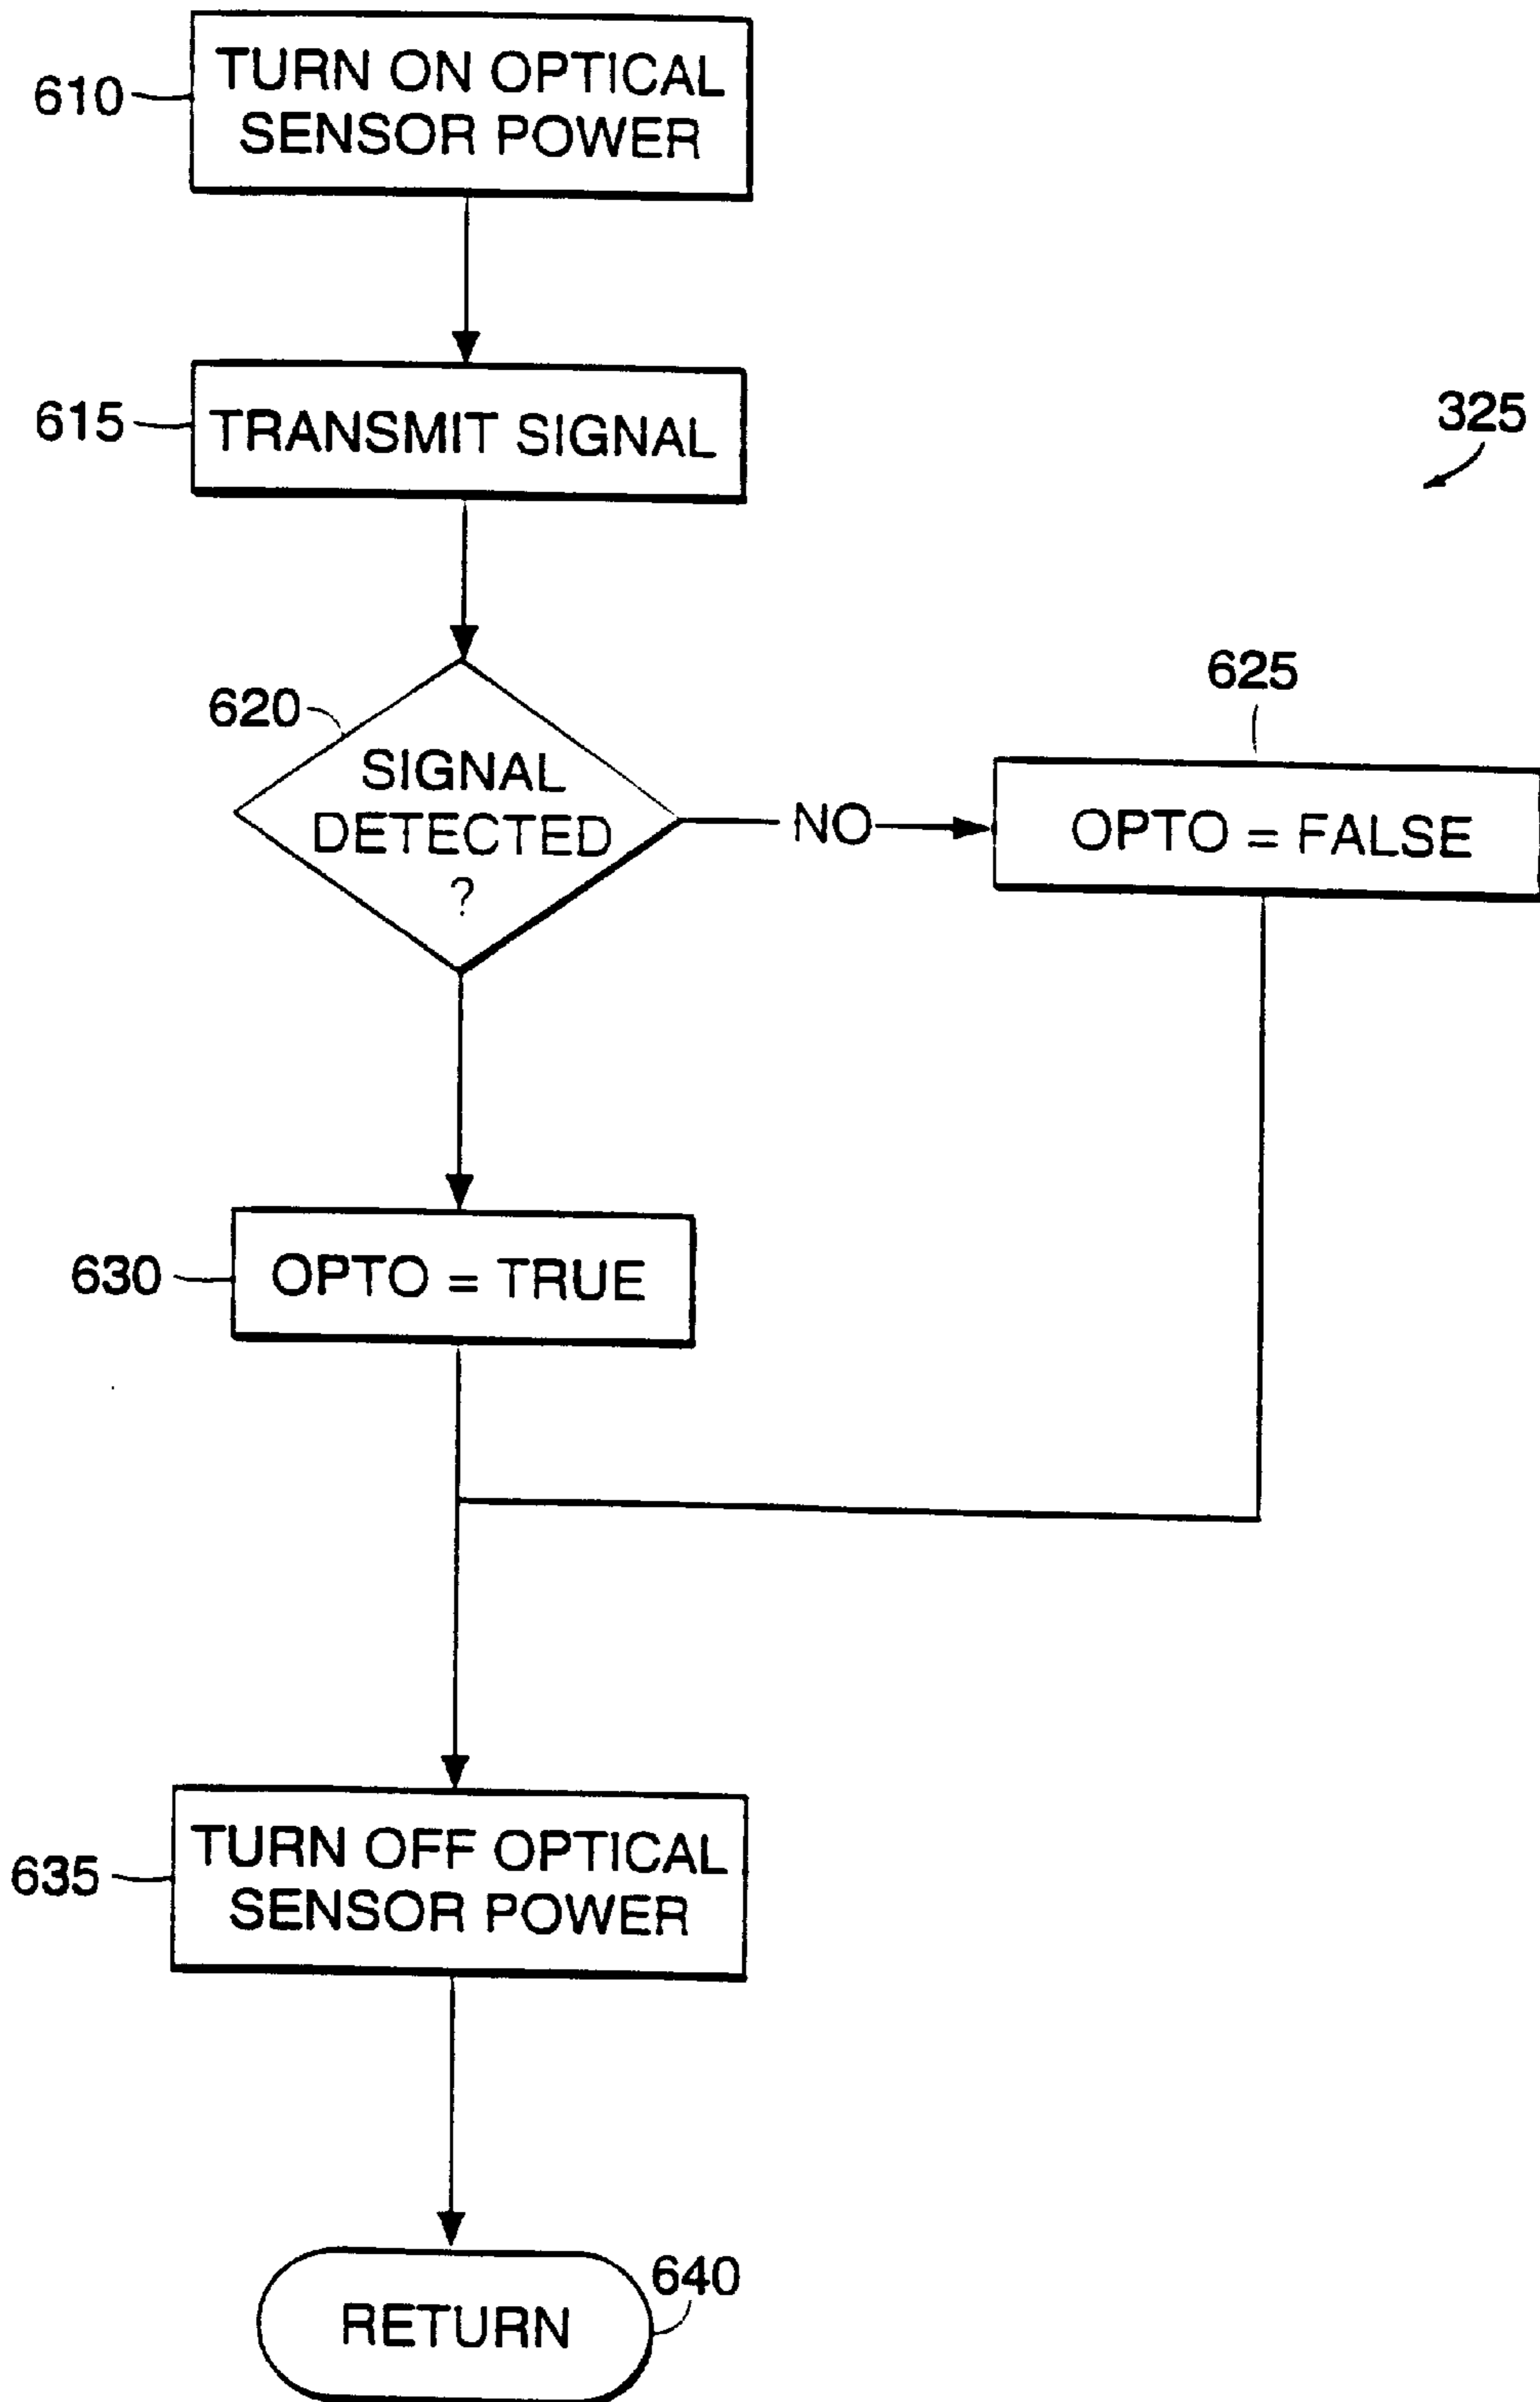 610
TURN ON OPTICAL
SENSOR POWER
615
TRANSMIT SIGNAL
325
620
SIGNAL
DETECTED
?
NO
625
OPTO = FALSE
630
OPTO = TRUE
635
TURN OFF OPTICAL
SENSOR POWER
640
RETURN